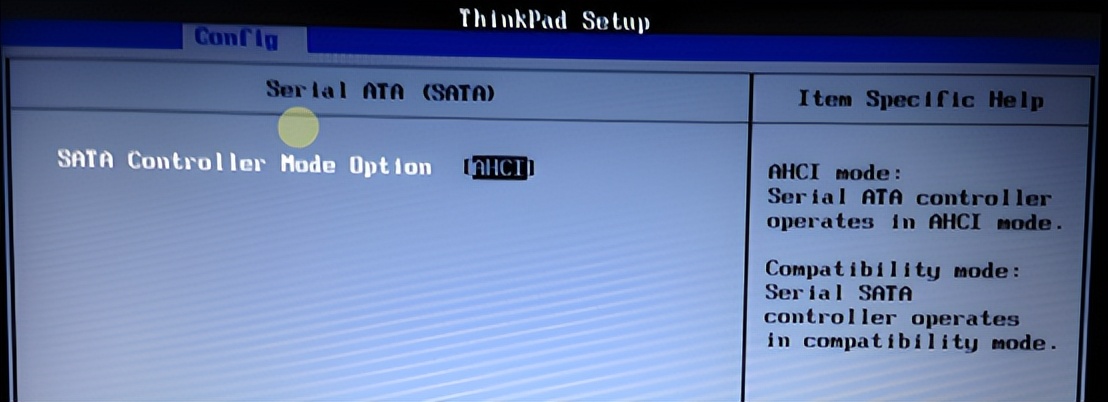 ThinkPad Setup
Config
Serial ATA (SATA)
Item Specific Help
SATA Controller Mode Option [AHCI]
AHCI mode:
Serial ATA controller
operates in AHCI mode.
Compatibility mode:
Serial SATA
controller operates
in compatibility mode.